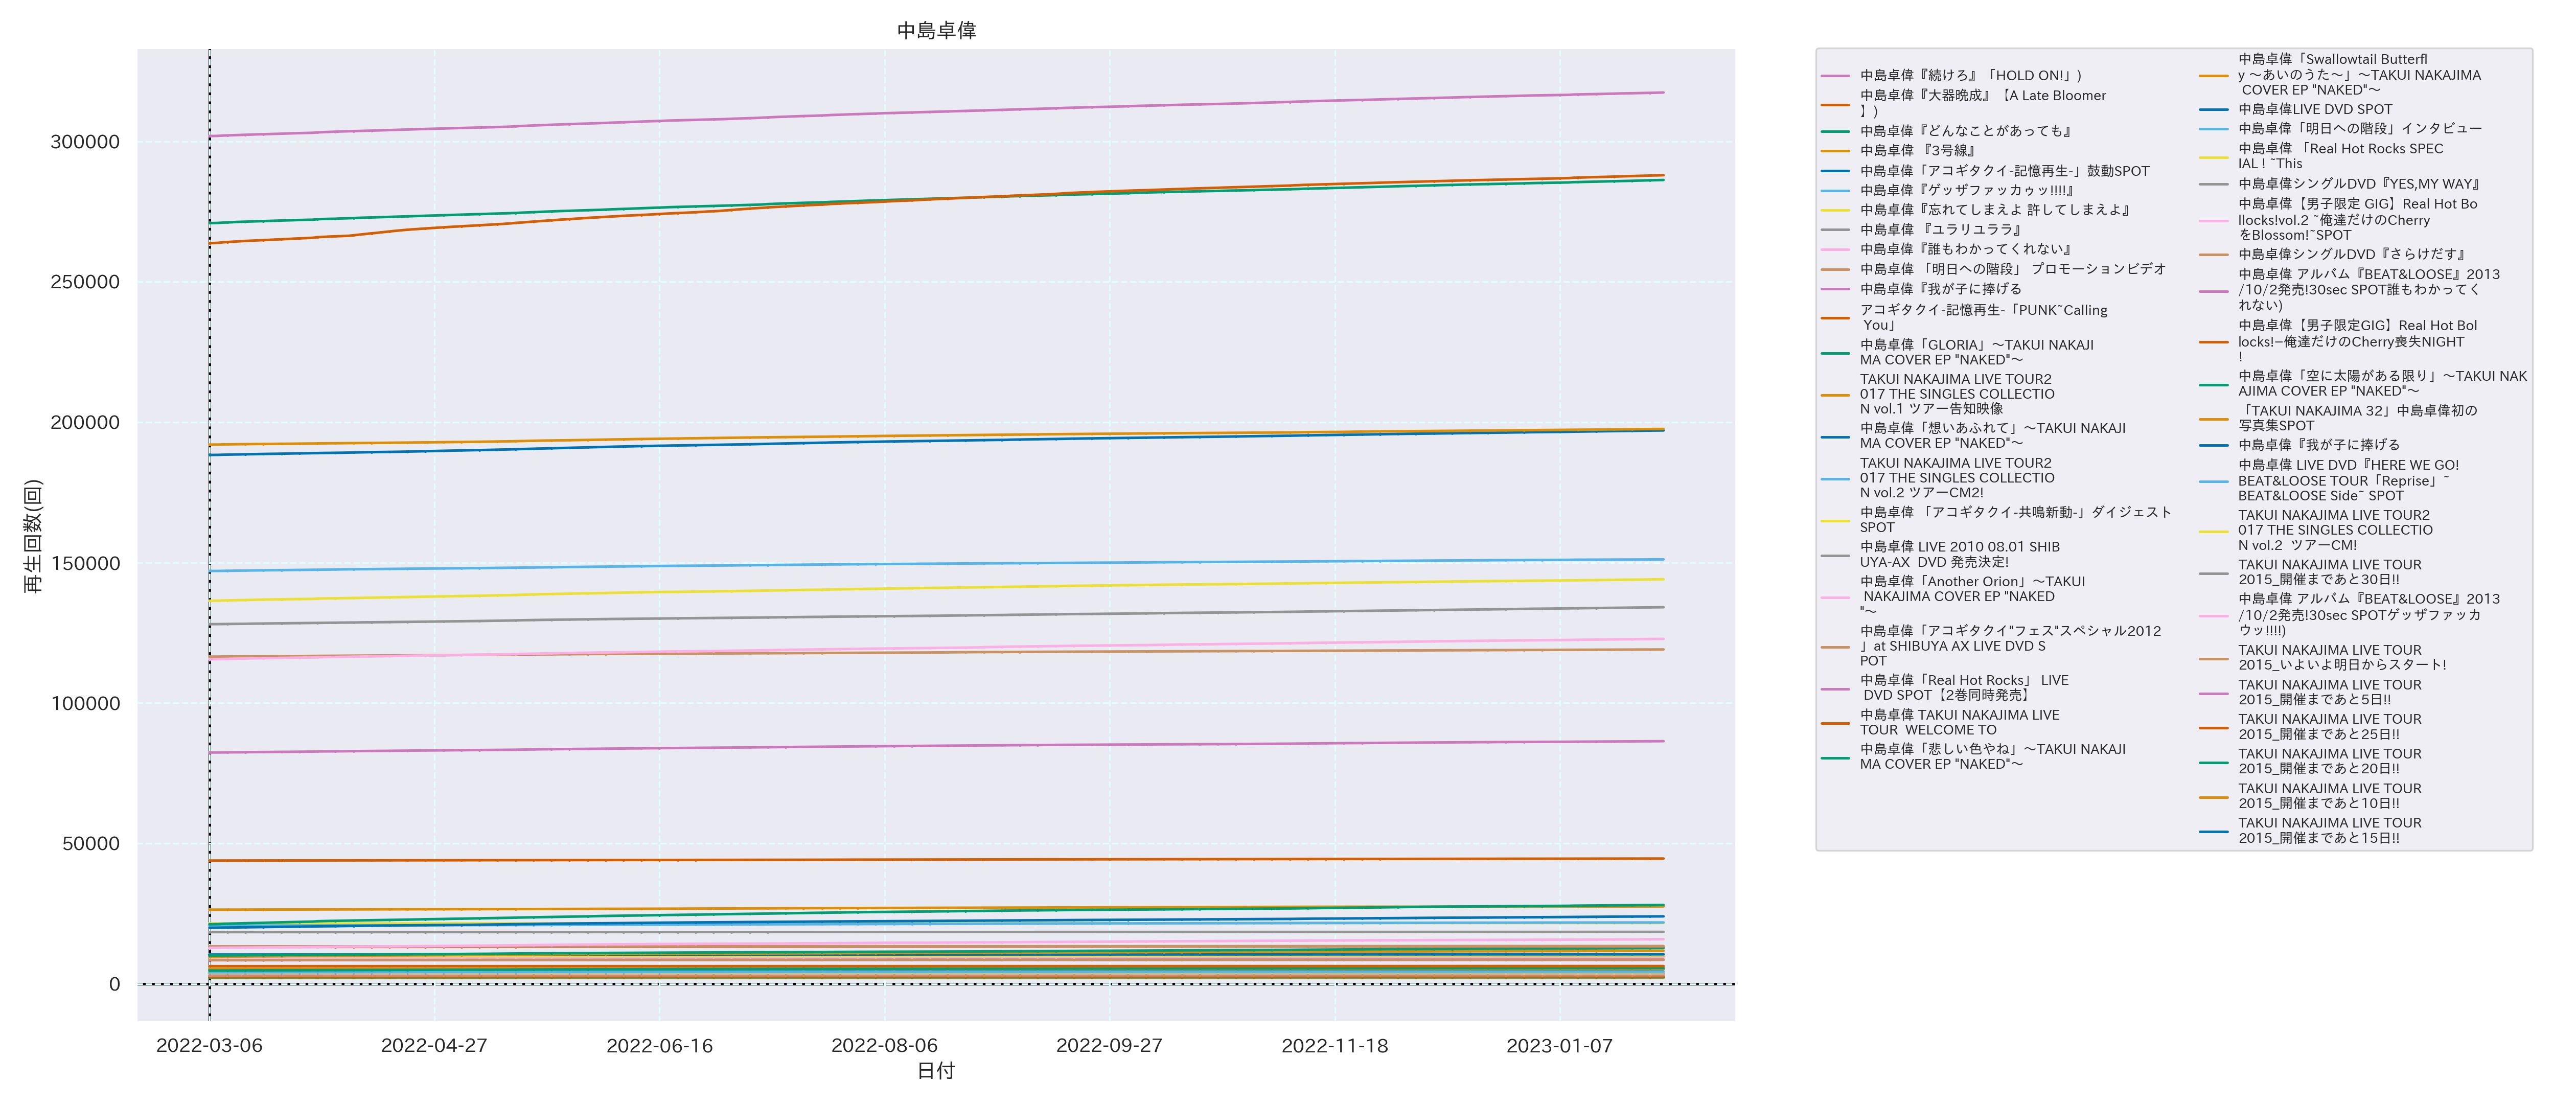 中島卓偉
再生回数(回)
300000
250000
200000
150000
100000
50000
0
2022-03-06
2022-04-27
2022-06-16
2022-08-06
2022-09-27
2022-11-18
2023-01-07
日付
中島卓偉『続けろ』「HOLD ON!」)
中島卓偉『大器晩成』【A Late Bloomer
】)
中島卓偉『どんなことがあっても』
中島卓偉 『3号線』
中島卓偉「アコギタクイ-記憶再生-」鼓動SPOT
中島卓偉『ゲッザファッカゥッ!!!!』
中島卓偉『忘れてしまえよ 許してしまえよ』
中島卓偉 『ユラリユララ』
中島卓偉『誰もわかってくれない』
中島卓偉 「明日への階段」 プロモーションビデオ
中島卓偉『我が子に捧げる
アコギタクイ-記憶再生-「PUNK~Calling
You」
中島卓偉「GLORIA」～TAKUI NAKAJI
MA COVER EP "NAKED"～
TAKUI NAKAJIMA LIVE TOUR2
017 THE SINGLES COLLECTIO
N vol.1 ツアー告知映像
中島卓偉「想いあふれて」～TAKUI NAKAJI
MA COVER EP "NAKED"～
TAKUI NAKAJIMA LIVE TOUR2
017 THE SINGLES COLLECTIO
N vol.2 ツアーCM2!
中島卓偉 「アコギタクイ-共鳴新動-」ダイジェスト
SPOT
中島卓偉 LIVE 2010 08.01 SHIB
UYA-AX  DVD 発売決定!
中島卓偉「Another Orion」～TAKUI
NAKAJIMA COVER EP "NAKED
"～
中島卓偉「アコギタクイ"フェス"スペシャル2012
」at SHIBUYA AX LIVE DVD S
POT
中島卓偉「Real Hot Rocks」 LIVE
DVD SPOT【2巻同時発売】
中島卓偉 TAKUI NAKAJIMA LIVE
TOUR  WELCOME TO
中島卓偉「悲しい色やね」～TAKUI NAKAJI
MA COVER EP "NAKED"～
中島卓偉「Swallowtail Butterfl
y ～あいのうた～」～TAKUI NAKAJIMA
COVER EP "NAKED"～
中島卓偉LIVE DVD SPOT
中島卓偉「明日への階段」インタビュー
中島卓偉 「Real Hot Rocks SPEC
IAL ! ~This
中島卓偉シングルDVD『YES,MY WAY』
中島卓偉【男子限定 GIG】Real Hot Bo
llocks!vol.2 ~俺達だけのCherry
をBlossom!~SPOT
中島卓偉シングルDVD『さらけだす』
中島卓偉 アルバム『BEAT&LOOSE』2013
/10/2発売!30sec SPOT誰もわかってく
れない)
中島卓偉【男子限定GIG】Real Hot Bol
locks!−俺達だけのCherry喪失NIGHT
!
中島卓偉「空に太陽がある限り」～TAKUI NAK
AJIMA COVER EP "NAKED"～
「TAKUI NAKAJIMA 32」中島卓偉初の
写真集SPOT
中島卓偉『我が子に捧げる
中島卓偉 LIVE DVD『HERE WE GO!
BEAT&LOOSE TOUR「Reprise」~
BEAT&LOOSE Side~ SPOT
TAKUI NAKAJIMA LIVE TOUR2
017 THE SINGLES COLLECTIO
N vol.2  ツアーCM!
TAKUI NAKAJIMA LIVE TOUR
2015_開催まであと30日!!
中島卓偉 アルバム『BEAT&LOOSE』2013
/10/2発売!30sec SPOTゲッザファッカ
ウッ!!!!)
TAKUI NAKAJIMA LIVE TOUR
2015_いよいよ明日からスタート!
TAKUI NAKAJIMA LIVE TOUR
2015_開催まであと5日!!
TAKUI NAKAJIMA LIVE TOUR
2015_開催まであと25日!!
TAKUI NAKAJIMA LIVE TOUR
2015_開催まであと20日!!
TAKUI NAKAJIMA LIVE TOUR
2015_開催まであと10日!!
TAKUI NAKAJIMA LIVE TOUR
2015_開催まであと15日!!